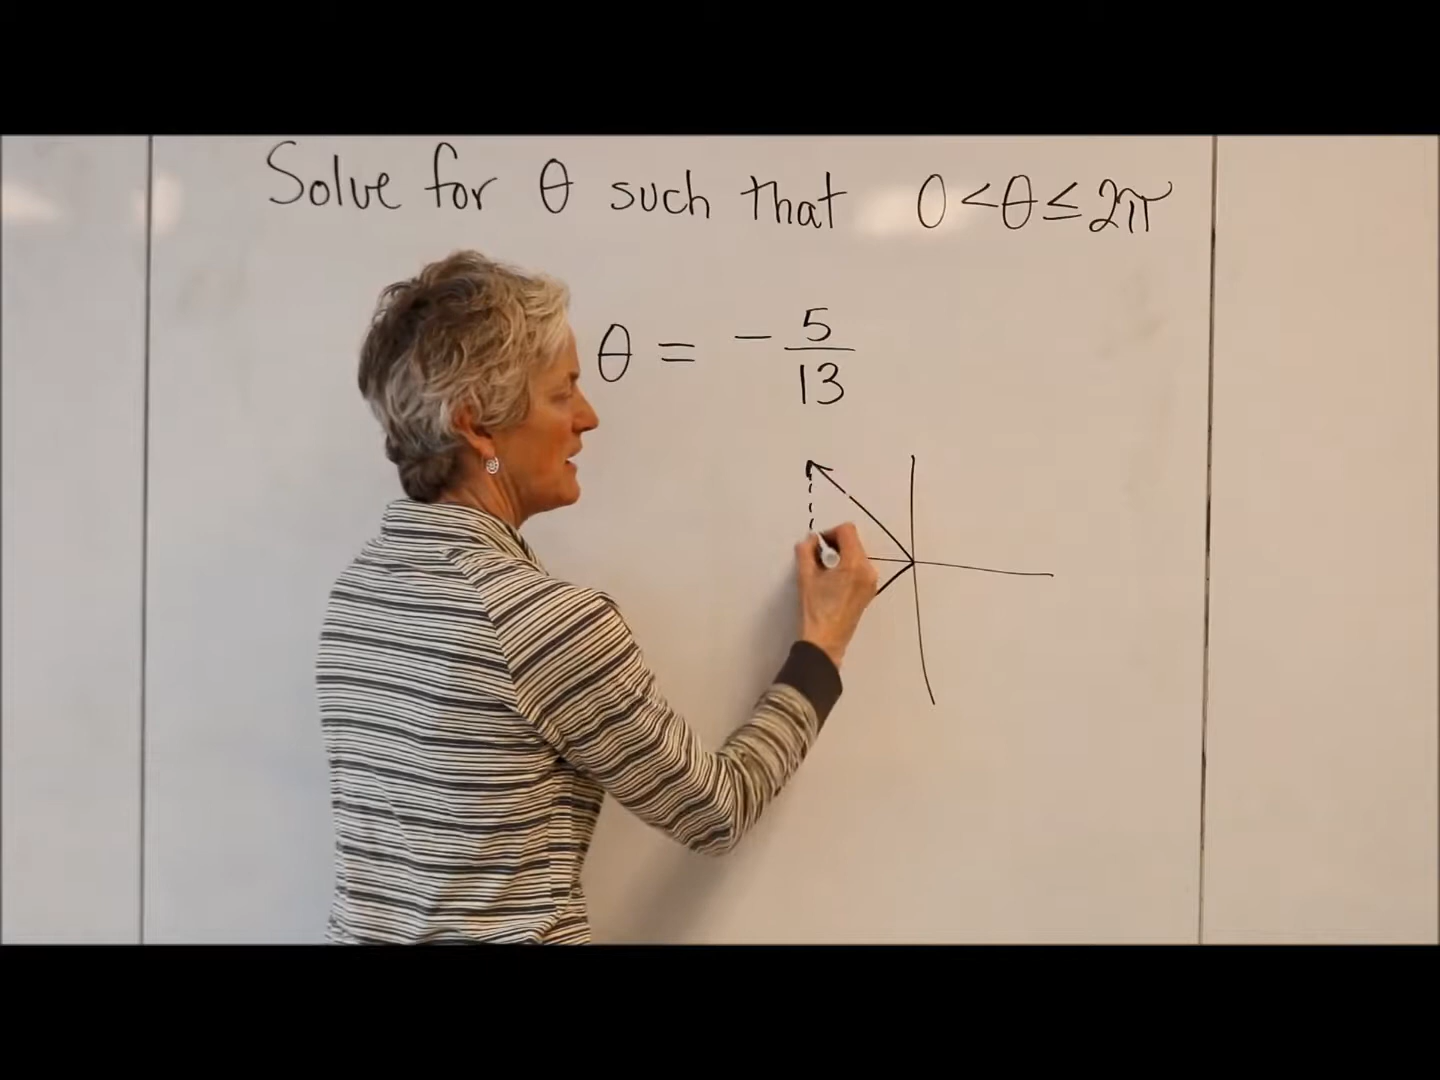 Solve for θ such that 0 < θ ≤ 2π
θ = - 5/13